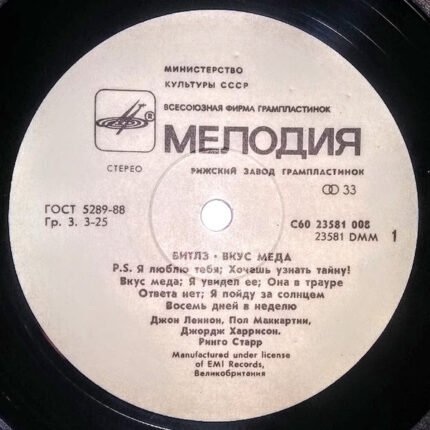 МИНИСТЕРСТВО
КУЛЬТУРЫ СССР
ВСЕСОЮЗНАЯ ФИРМА ГРАМПЛАСТИНОК
®
МЕЛОДИЯ
СТЕРЕО
РИЖСКИЙ ЗАВОД ГРАМПЛАСТИНОК
33
ГОСТ 5289-88
Гр. 3. 3-25
С60 23581 008
23581 DMM
1
БИТЛЗ · ВКУС МЕДА
P.S. Я люблю тебя; Хочешь узнать тайну!
Вкус меда; Я увидел ее; Она в трауре
Ответа нет; Я пойду за солнцем
Восемь дней в неделю
Джон Леннон, Пол Маккартни,
Джордж Харрисон,
Ринго Старр
Manufactured under license
of EMI Records,
Великобритания